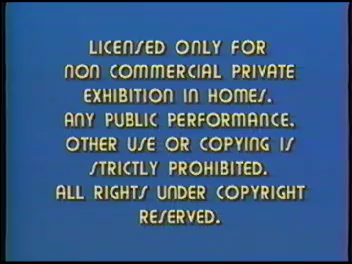 LICENSED ONLY FOR
NON COMMERCIAL PRIVATE
EXHIBITION IN HOMES.
ANY PUBLIC PERFORMANCE,
OTHER USE OR COPYING IS
STRICTLY PROHIBITED.
ALL RIGHTS UNDER COPYRIGHT
RESERVED.